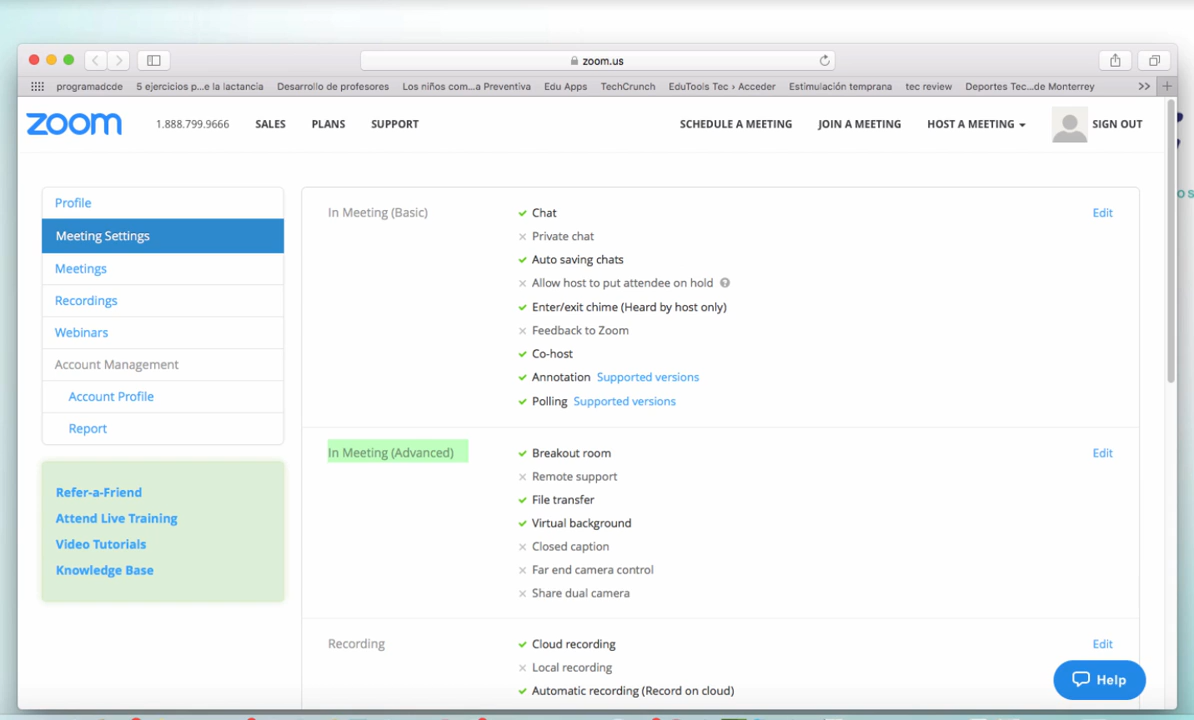 zoom.us
programadcde 5 ejercicios p...e la lactancia Desarrollo de profesores Los niños com...a Preventiva Edu Apps TechCrunch EduTools Tec › Acceder Estimulación temprana tec review Deportes Tec...de Monterrey >> +
zoom 1.888.799.9666 SALES PLANS SUPPORT SCHEDULE A MEETING JOIN A MEETING HOST A MEETING SIGN OUT
Profile
Meeting Settings
Meetings
Recordings
Webinars
Account Management
Account Profile
Report
Refer-a-Friend
Attend Live Training
Video Tutorials
Knowledge Base
In Meeting (Basic)
Chat
Edit
Private chat
Auto saving chats
Allow host to put attendee on hold
Enter/exit chime (Heard by host only)
Feedback to Zoom
Co-host
Annotation Supported versions
Polling Supported versions
In Meeting (Advanced)
Breakout room
Edit
Remote support
File transfer
Virtual background
Closed caption
Far end camera control
Share dual camera
Recording
Cloud recording
Edit
Local recording
Automatic recording (Record on cloud)
Help